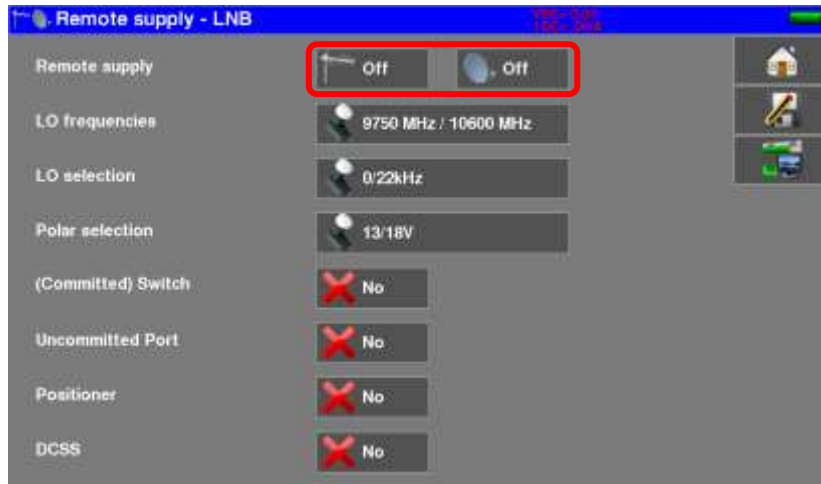 Remote supply - LNB
Remote supply Off Off
LO frequencies 9750 MHz / 10600 MHz
LO selection 0/22kHz
Polar selection 13/18V
(Committed) Switch No
Uncommitted Port No
Positioner No
DCSS No